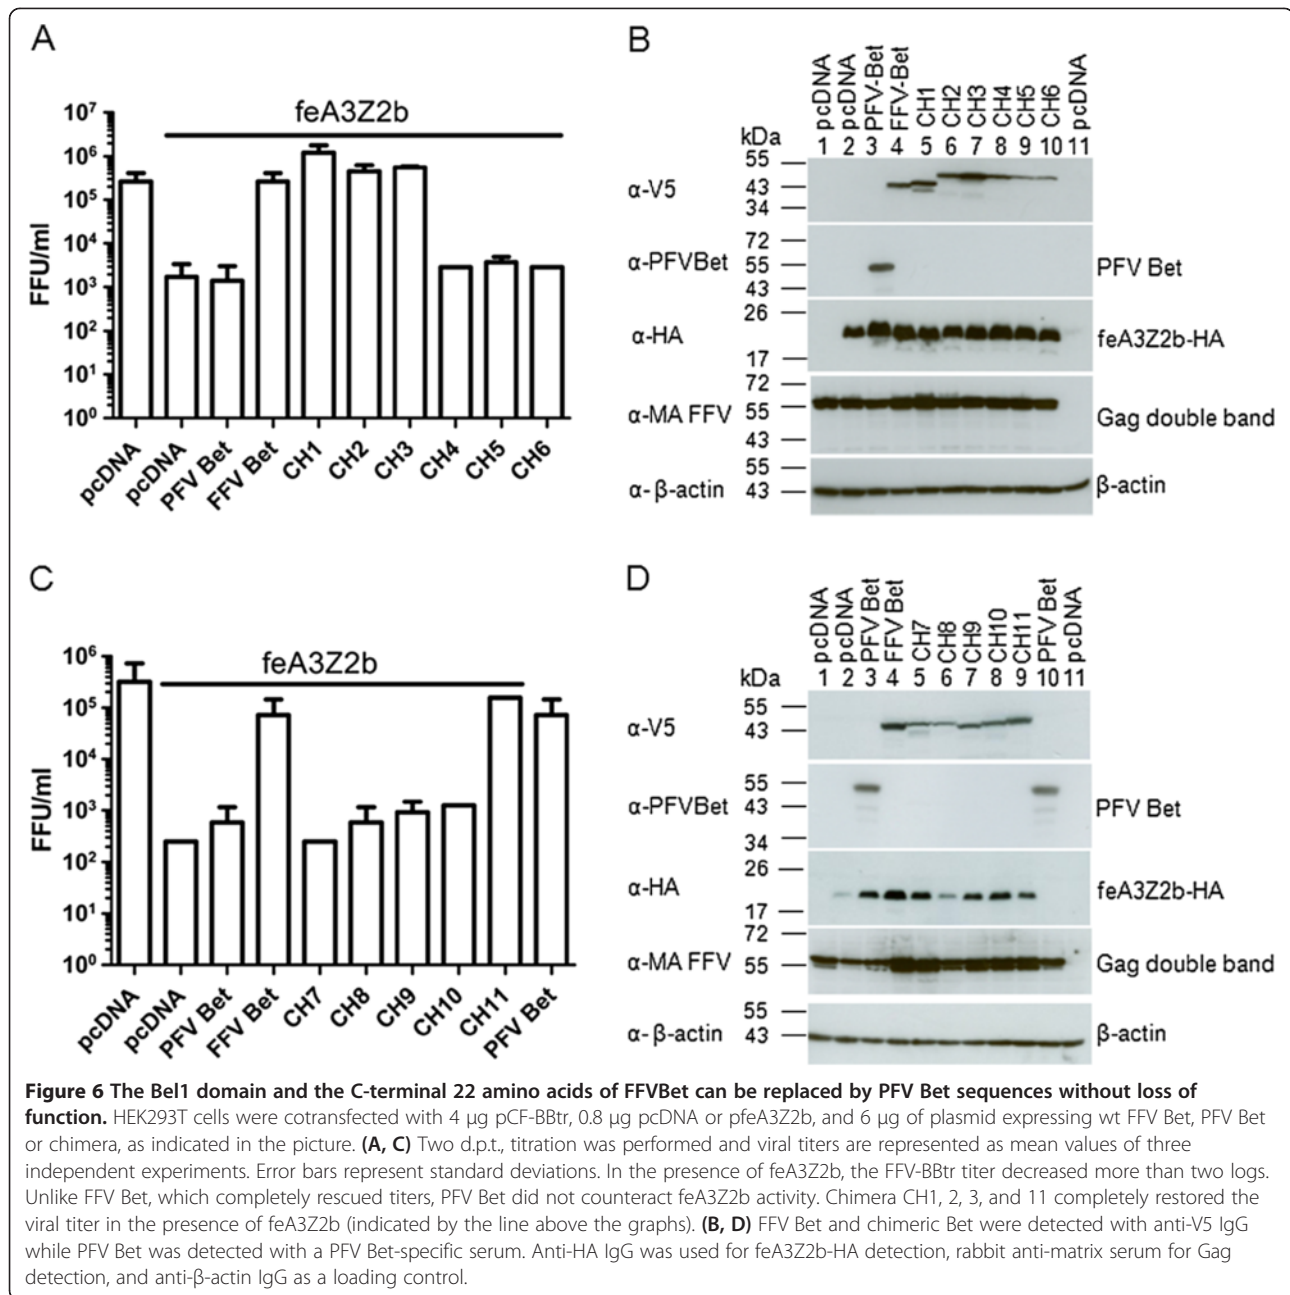 A
feA3Z2b
FFU/ml
10⁷
10⁶
10⁵
10⁴
10³
10²
10¹
10⁰
pcDNA
pcDNA
PFV Bet
FFV Bet
CH1
CH2
CH3
CH4
CH5
CH6
B
pcDNA
pcDNA
PFV-Bet
FFV-Bet
CH1
CH2
CH3
CH4
CH5
CH6
pcDNA
kDa 1 2 3 4 5 6 7 8 9 10 11
α-V5
55
43
34
α-PFVBet
72
55
43
PFV Bet
α-HA
26
17
feA3Z2b-HA
α-MA FFV
72
55
43
Gag double band
α- β-actin
55
43
β-actin
C
feA3Z2b
FFU/ml
10⁶
10⁵
10⁴
10³
10²
10¹
10⁰
pcDNA
pcDNA
PFV Bet
FFV Bet
CH7
CH8
CH9
CH10
CH11
PFV Bet
D
pcDNA
pcDNA
PFV Bet
FFV Bet
CH7
CH8
CH9
CH10
CH11
PFV Bet
pcDNA
kDa 1 2 3 4 5 6 7 8 9 10 11
α-V5
55
43
α-PFVBet
55
43
34
PFV Bet
α-HA
26
17
feA3Z2b-HA
α-MA FFV
72
55
Gag double band
α- β-actin
55
43
β-actin
Figure 6 The Bel1 domain and the C-terminal 22 amino acids of FFVBet can be replaced by PFV Bet sequences without loss of
function. HEK293T cells were cotransfected with 4 μg pCF-BBtr, 0.8 μg pcDNA or pfeA3Z2b, and 6 μg of plasmid expressing wt FFV Bet, PFV Bet
or chimera, as indicated in the picture. (A, C) Two d.p.t., titration was performed and viral titers are represented as mean values of three
independent experiments. Error bars represent standard deviations. In the presence of feA3Z2b, the FFV-BBtr titer decreased more than two logs.
Unlike FFV Bet, which completely rescued titers, PFV Bet did not counteract feA3Z2b activity. Chimera CH1, 2, 3, and 11 completely restored the
viral titer in the presence of feA3Z2b (indicated by the line above the graphs). (B, D) FFV Bet and chimeric Bet were detected with anti-V5 IgG
while PFV Bet was detected with a PFV Bet-specific serum. Anti-HA IgG was used for feA3Z2b-HA detection, rabbit anti-matrix serum for Gag
detection, and anti-β-actin IgG as a loading control.